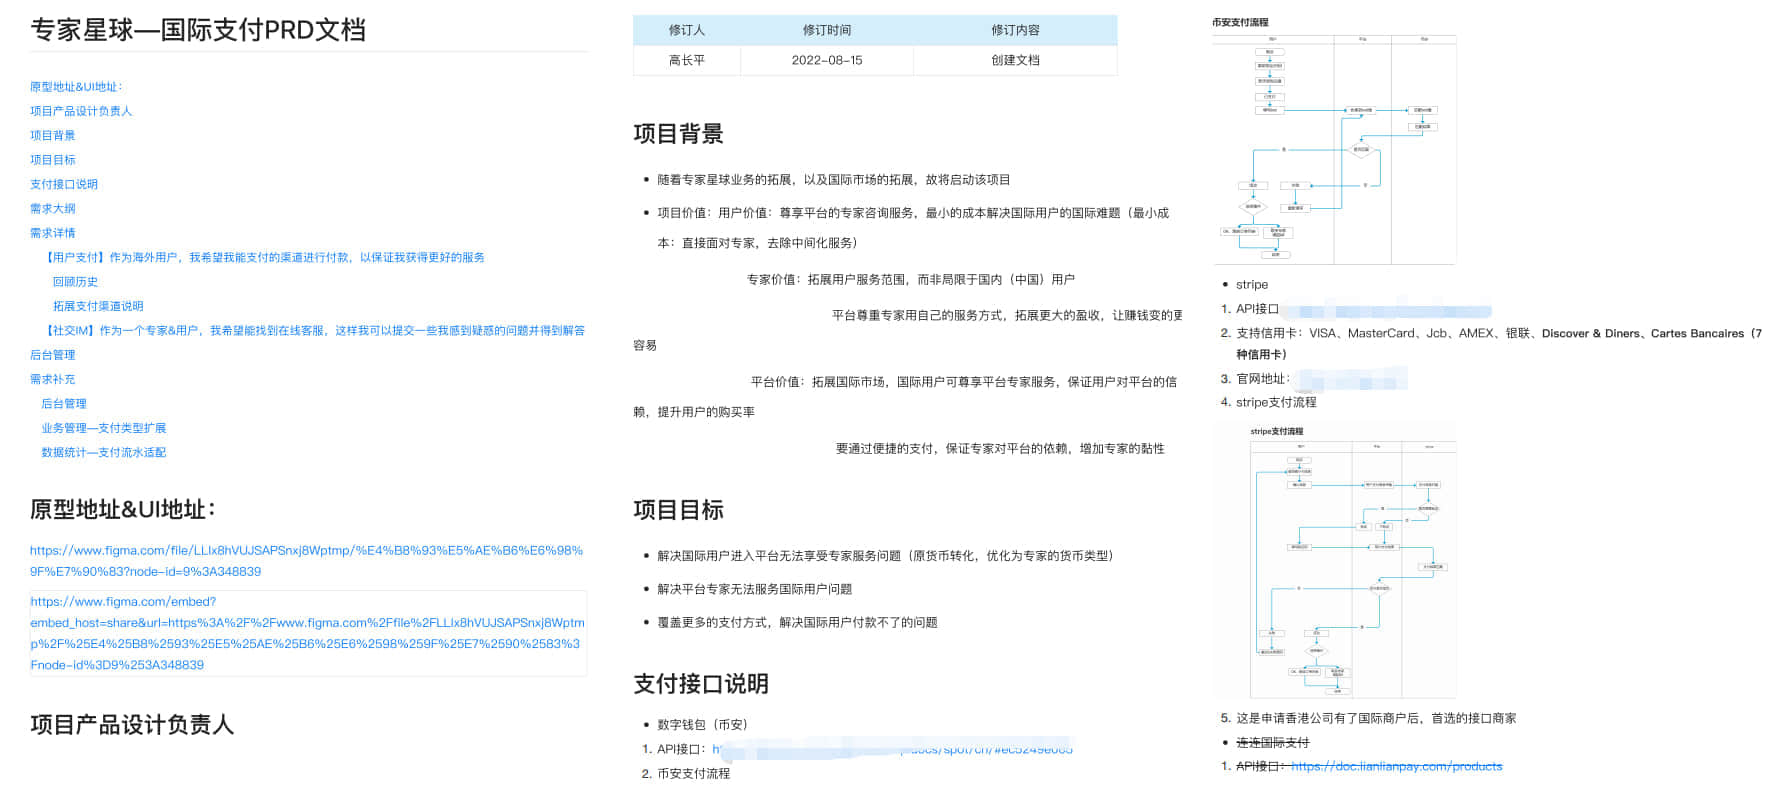 专家星球—国际支付PRD文档
原型地址&UI地址：
项目产品设计负责人
项目背景
项目目标
支付接口说明
需求大纲
需求详情
【用户支付】作为海外用户，我希望我能支付的渠道进行付款，以保证我获得更好的服务
回顾历史
拓展支付渠道说明
【社交IM】作为一个专家&用户，我希望能找到在线客服，这样我可以提交一些我感到疑惑的问题并得到解答
后台管理
需求补充
后台管理
业务管理—支付类型扩展
数据统计—支付流水适配
原型地址&UI地址：
https://www.figma.com/file/LLIx8hVUJSAPSnxj8Wptmp/%E4%B8%93%E5%AE%B6%E6%98%
9F%E7%90%83?node-id=9%3A348839
https://www.figma.com/embed?
embed_host=share&url=https%3A%2F%2Fwww.figma.com%2Ffile%2FLLIx8hVUJSAPSnxj8Wptm
p%2F%25E4%25B8%2593%25E5%25AE%25B6%25E6%2598%259F%25E7%2590%2583%3
Fnode-id%3D9%253A348839
项目产品设计负责人
修订人 修订时间 修订内容
高长平 2022-08-15 创建文档
项目背景
• 随着专家星球业务的拓展，以及国际市场的拓展，故将启动该项目
• 项目价值：用户价值：尊享平台的专家咨询服务，最小的成本解决国际用户的国际难题（最小成
本：直接面对专家，去除中间化服务）
专家价值：拓展用户服务范围，而非局限于国内（中国）用户
平台尊重专家用自己的服务方式，拓展更大的盈收，让赚钱变的更
容易
平台价值：拓展国际市场，国际用户可尊享平台专家服务，保证用户对平台的信
赖，提升用户的购买率
要通过便捷的支付，保证专家对平台的依赖，增加专家的黏性
项目目标
• 解决国际用户进入平台无法享受专家服务问题（原货币转化，优化为专家的货币类型）
• 解决平台专家无法服务国际用户问题
• 覆盖更多的支付方式，解决国际用户付款不了的问题
支付接口说明
• 数字钱包（币安）
1. API接口：
2. 币安支付流程
币安支付流程
• stripe
1. API接口
2. 支持信用卡：VISA、MasterCard、Jcb、AMEX、银联、Discover & Diners、Cartes Bancaires（7
种信用卡）
3. 官网地址：
4. stripe支付流程
stripe支付流程
5. 这是申请香港公司有了国际商户后，首选的接口商家
• 连连国际支付
1. API接口：https://doc.lianlianpay.com/products